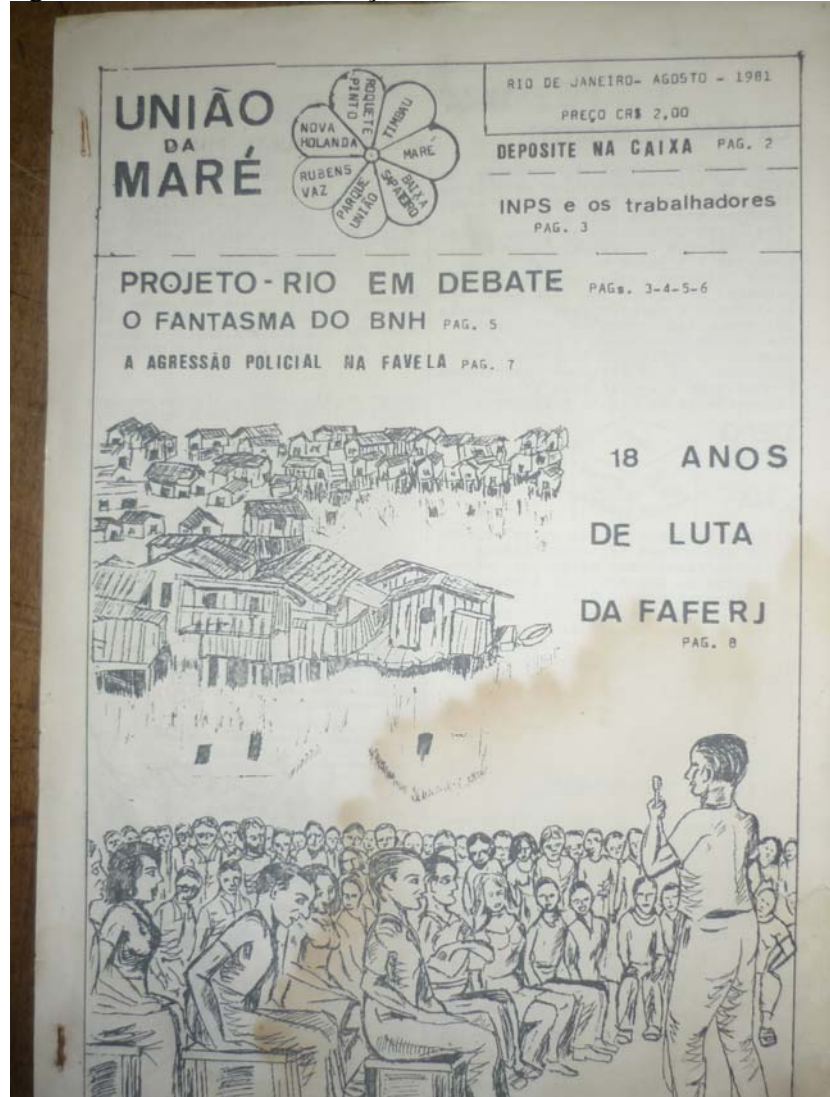 UNIÃO
DA
MARÉ
ROQUETE
PINTO
TIMBAU
MARÉ
BAIXA
SAPATEIRO
PARQUE
UNIÃO
RUBENS
VAZ
NOVA
HOLANDA
RIO DE JANEIRO- AGOSTO - 1981
PREÇO CR$ 2,00
DEPOSITE NA CAIXA PAG. 2
INPS e os trabalhadores
PAG. 3
PROJETO - RIO EM DEBATE PAGs. 3-4-5-6
O FANTASMA DO BNH PAG. 5
A AGRESSÃO POLICIAL NA FAVELA PAG. 7
18 ANOS
DE LUTA
DA FAFERJ
PAG. 8